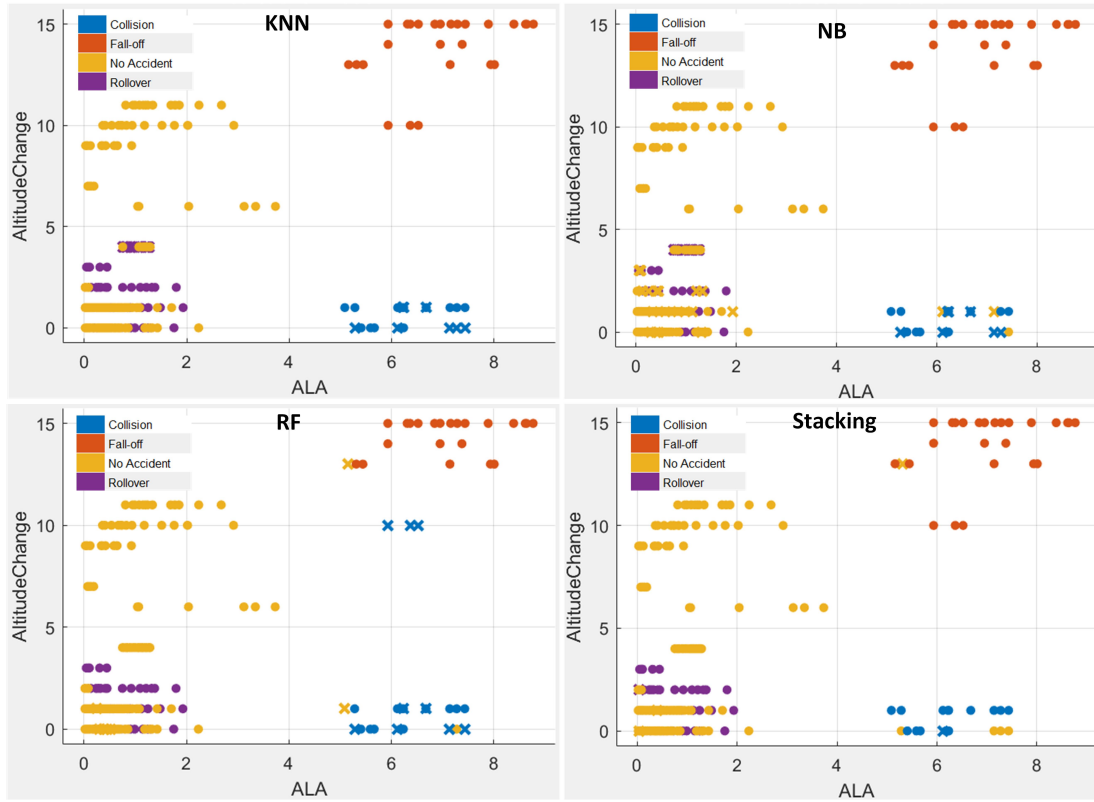 KNN
Collision
Fall-off
No Accident
Rollover
15
10
5
0
AltitudeChange
0 2 4 6 8
ALA
NB
Collision
Fall-off
No Accident
Rollover
15
10
5
0
AltitudeChange
0 2 4 6 8
ALA
RF
Collision
Fall-off
No Accident
Rollover
15
10
5
0
AltitudeChange
0 2 4 6 8
ALA
Stacking
Collision
Fall-off
No Accident
Rollover
15
10
5
0
AltitudeChange
0 2 4 6 8
ALA